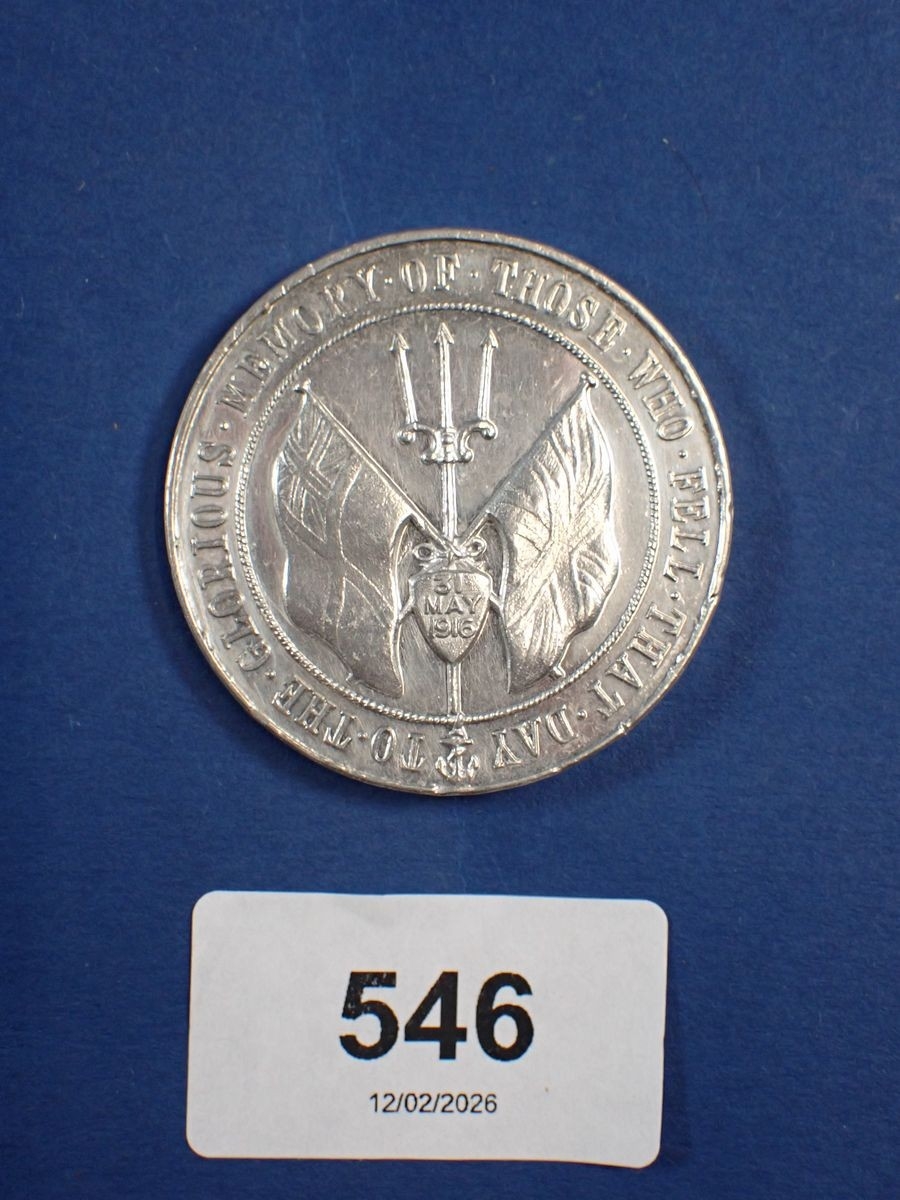 TO · THE · GLORIOUS · MEMORY · OF · THOSE · WHO · FELL · THAT · DAY
31
MAY
1916
546
12/02/2026